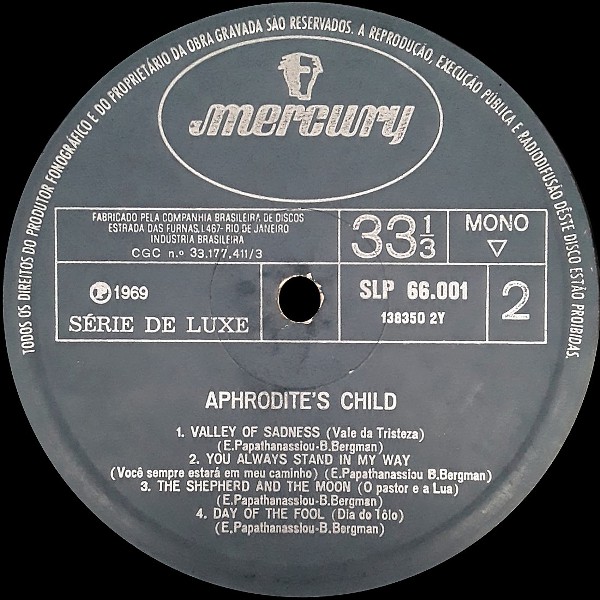 TODOS OS DIREITOS DO PRODUTOR FONOGRÁFICO E DO PROPRIETÁRIO DA OBRA GRAVADA SÃO RESERVADOS. A REPRODUÇÃO, EXECUÇÃO PÚBLICA E RADIODIFUSÃO DÊSTE DISCO ESTÃO PROIBIDAS.
mercury
FABRICADO PELA COMPANHIA BRASILEIRA DE DISCOS
ESTRADA DAS FURNAS, 1.467-RIO DE JANEIRO
INDÚSTRIA BRASILEIRA
CGC n.º 33.177.411/3
33 1/3
MONO
℗ 1969
SÉRIE DE LUXE
SLP 66.001
138350 2Y
2
APHRODITE'S CHILD
1. VALLEY OF SADNESS (Vale da Tristeza)
(E.Papathanassiou-B.Bergman)
2. YOU ALWAYS STAND IN MY WAY
(Você sempre estará em meu caminho) (E.Papathanassiou B.Bergman)
3. THE SHEPHERD AND THE MOON (O pastor e a Lua)
(E.Papathanassiou-B.Bergman)
4. DAY OF THE FOOL (Dia do Tôlo)
(E.Papathanassiou-B.Bergman)